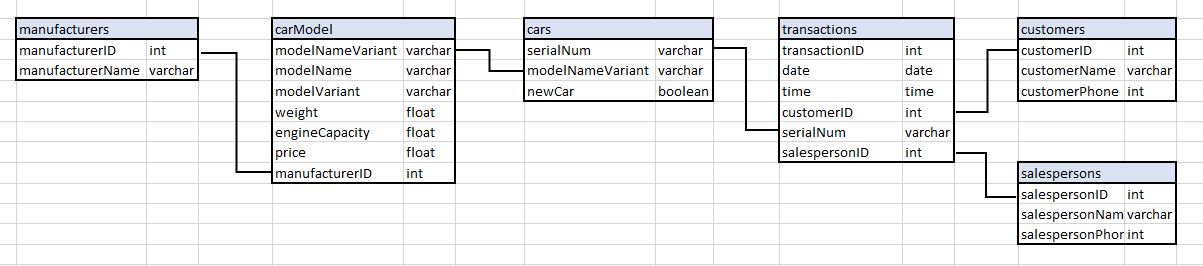 manufacturers
manufacturerID int
manufacturerName varchar
carModel
modelNameVariant varchar
modelName varchar
modelVariant varchar
weight float
engineCapacity float
price float
manufacturerID int
cars
serialNum varchar
modelNameVariant varchar
newCar boolean
transactions
transactionID int
date date
time time
customerID int
serialNum varchar
salespersonID int
customers
customerID int
customerName varchar
customerPhone int
salespersons
salespersonID int
salespersonNam varchar
salespersonPhor int